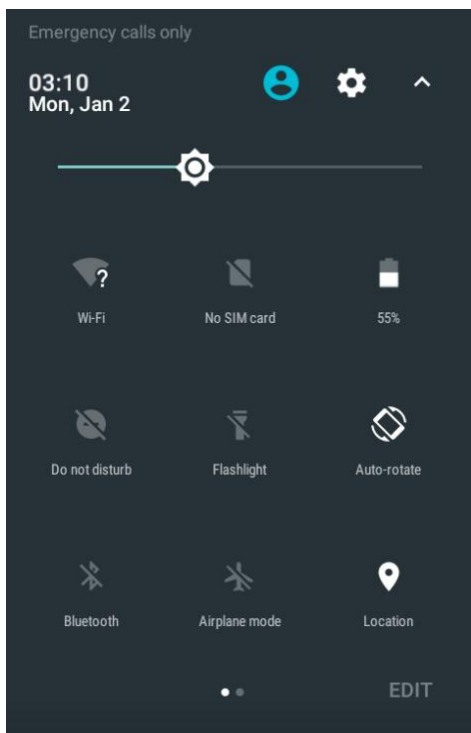 Emergency calls only
03:10
Mon, Jan 2
?
Wi-Fi
No SIM card
55%
Do not disturb
Flashlight
Auto-rotate
Bluetooth
Airplane mode
Location
EDIT